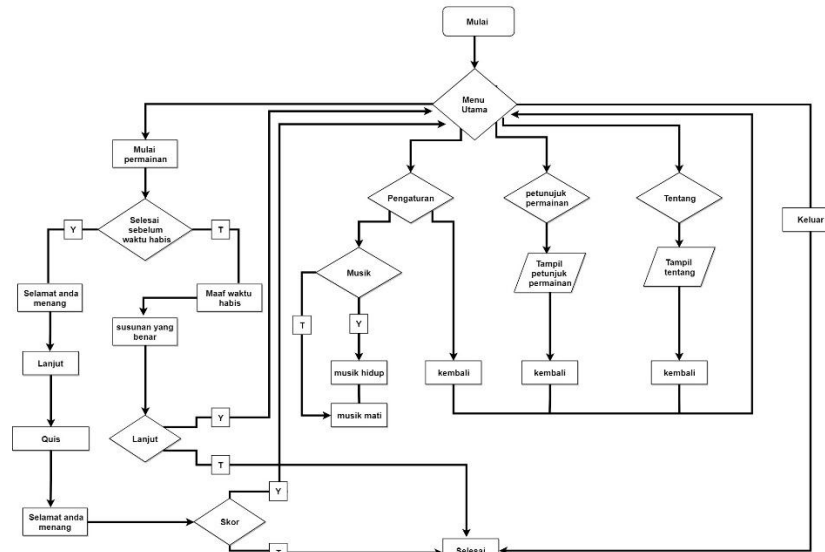 Mulai
Menu
Utama
Mulai
permainan
Pengaturan
petunujuk
permainan
Tentang
Keluar
Selesai
sebelum
waktu habis
Y
T
Musik
Tampil
petunjuk
permainan
Tampil
tentang
Selamat anda
menang
Maaf waktu
habis
susunan yang
benar
T
Y
Lanjut
musik hidup
kembali
kembali
kembali
musik mati
Quis
Lanjut
Y
T
Y
Selamat anda
menang
Skor
T
Selesai